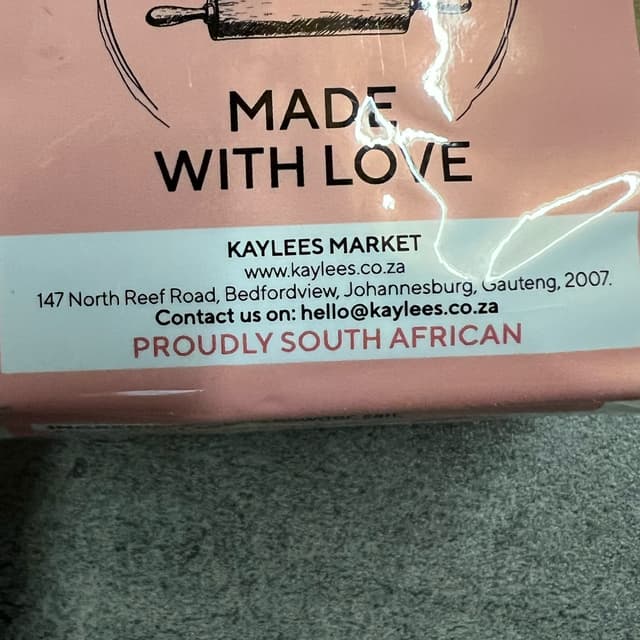 MADE
WITH LOVE
KAYLEES MARKET
www.kaylees.co.za
147 North Reef Road, Bedfordview, Johannesburg, Gauteng, 2007.
Contact us on: hello@kaylees.co.za
PROUDLY SOUTH AFRICAN